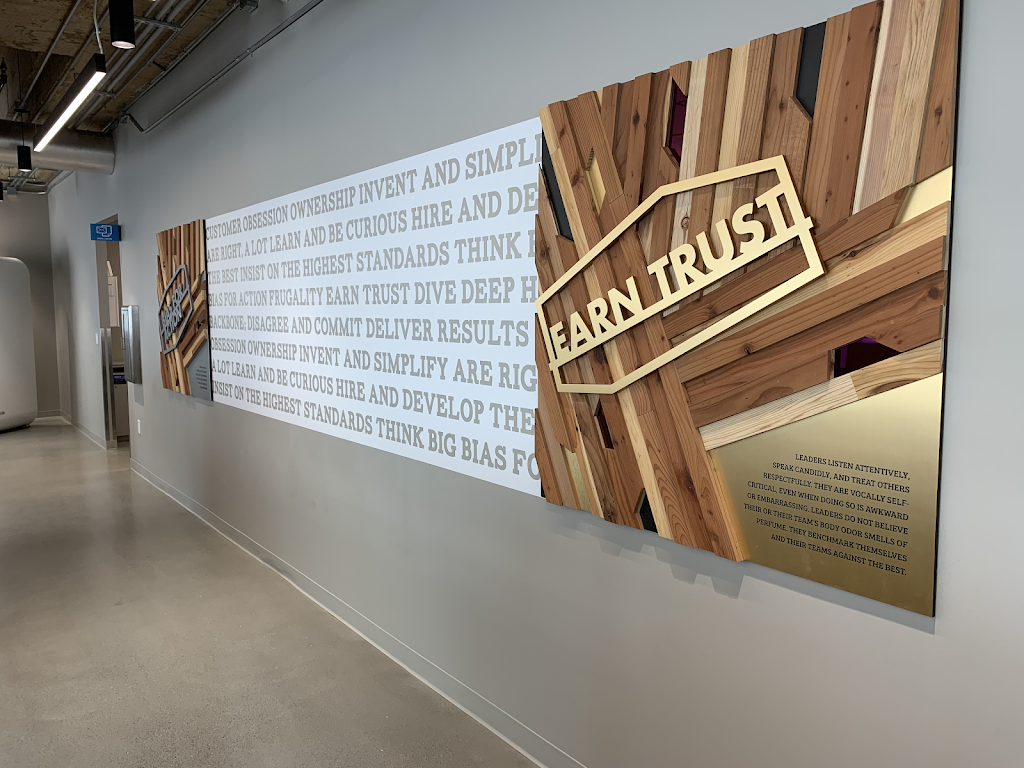 CUSTOMER OBSESSION OWNERSHIP INVENT AND SIMPLI
ARE RIGHT, A LOT LEARN AND BE CURIOUS HIRE AND DE
THE BEST INSIST ON THE HIGHEST STANDARDS THINK
BIAS FOR ACTION FRUGALITY EARN TRUST DIVE DEEP H
BACKBONE; DISAGREE AND COMMIT DELIVER RESULTS
OBSESSION OWNERSHIP INVENT AND SIMPLIFY ARE RIG
A LOT LEARN AND BE CURIOUS HIRE AND DEVELOP THE
INSIST ON THE HIGHEST STANDARDS THINK BIG BIAS FO
EARN TRUST
LEADERS LISTEN ATTENTIVELY,
SPEAK CANDIDLY, AND TREAT OTHERS
RESPECTFULLY. THEY ARE VOCALLY SELF-
CRITICAL, EVEN WHEN DOING SO IS AWKWARD
OR EMBARRASSING. LEADERS DO NOT BELIEVE
THEIR OR THEIR TEAM'S BODY ODOR SMELLS OF
PERFUME. THEY BENCHMARK THEMSELVES
AND THEIR TEAMS AGAINST THE BEST.